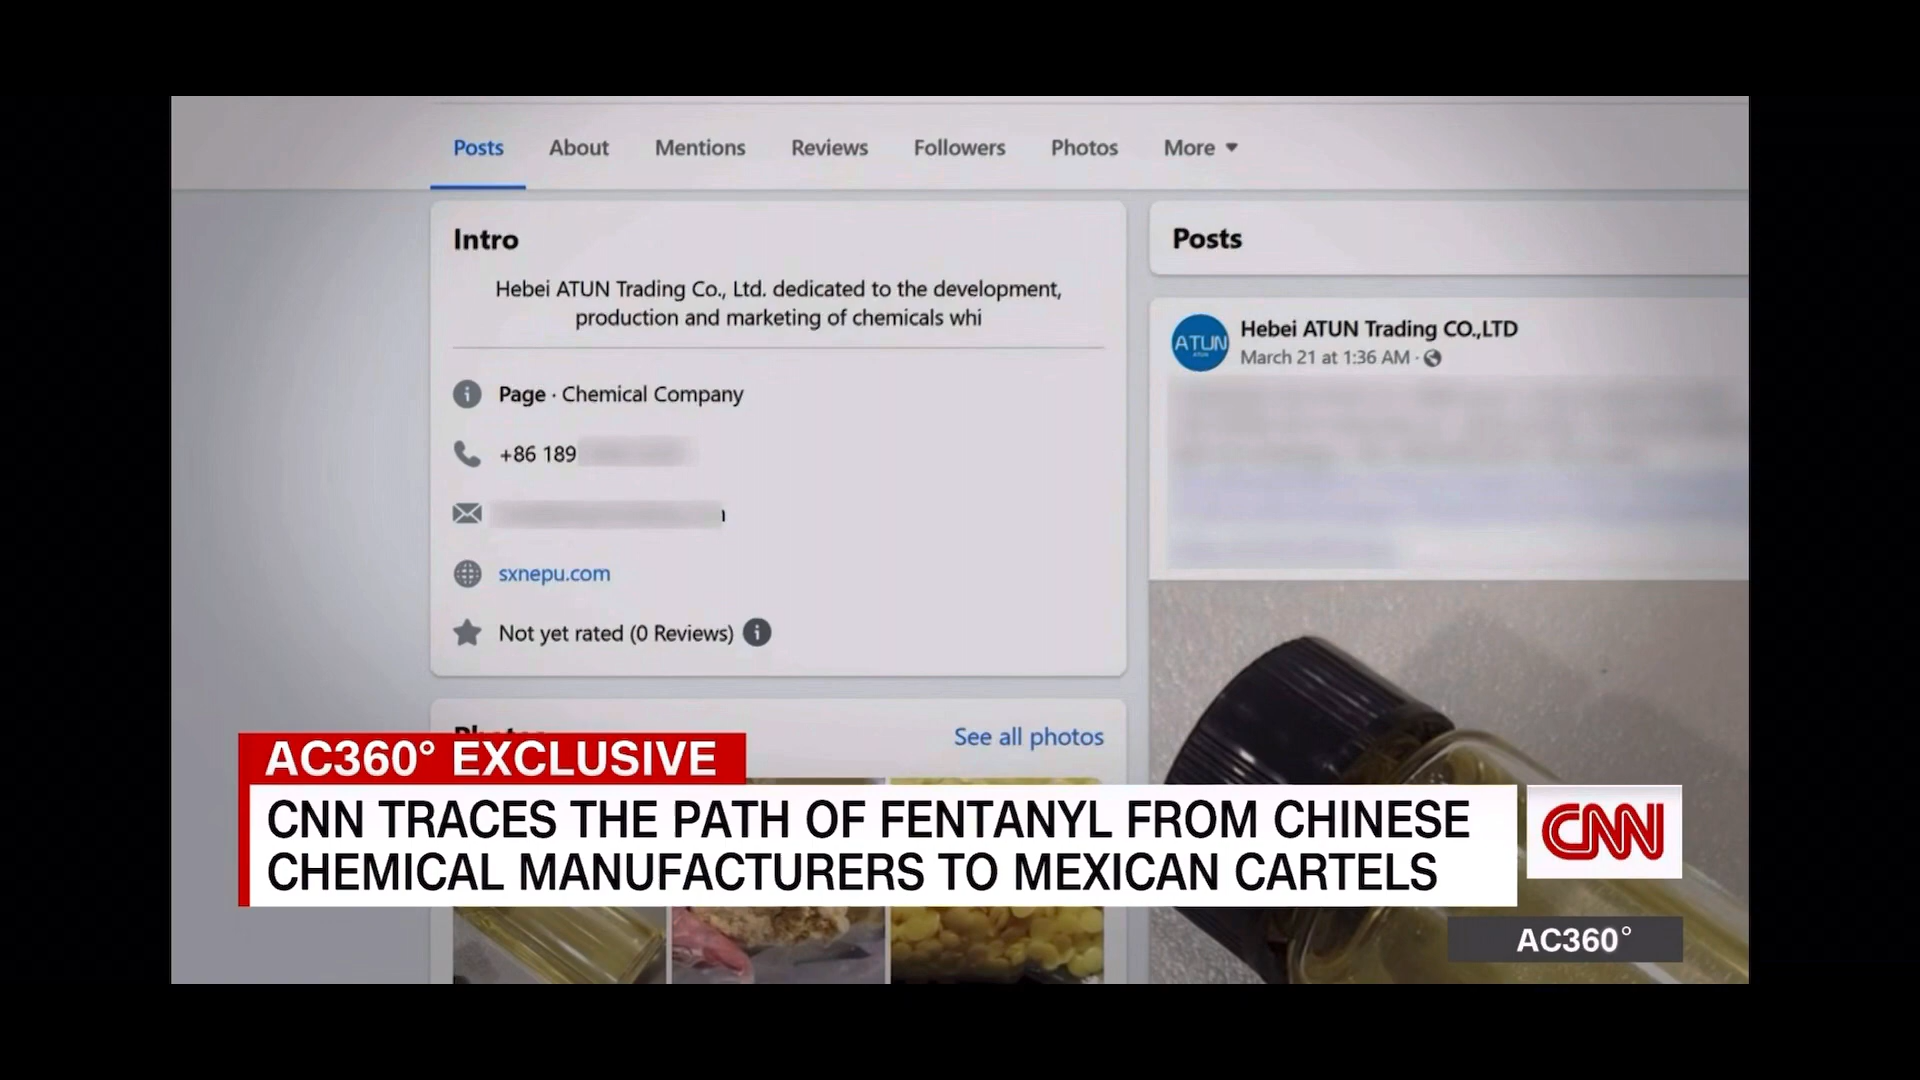 Posts About Mentions Reviews Followers Photos More
Intro
Hebei ATUN Trading Co., Ltd. dedicated to the development,
production and marketing of chemicals whi
Page · Chemical Company
+86 189
sxnepu.com
Not yet rated (0 Reviews)
Photos
See all photos
Posts
ATUN
Hebei ATUN Trading CO.,LTD
March 21 at 1:36 AM ·
AC360° EXCLUSIVE
CNN TRACES THE PATH OF FENTANYL FROM CHINESE
CHEMICAL MANUFACTURERS TO MEXICAN CARTELS
CNN
AC360°